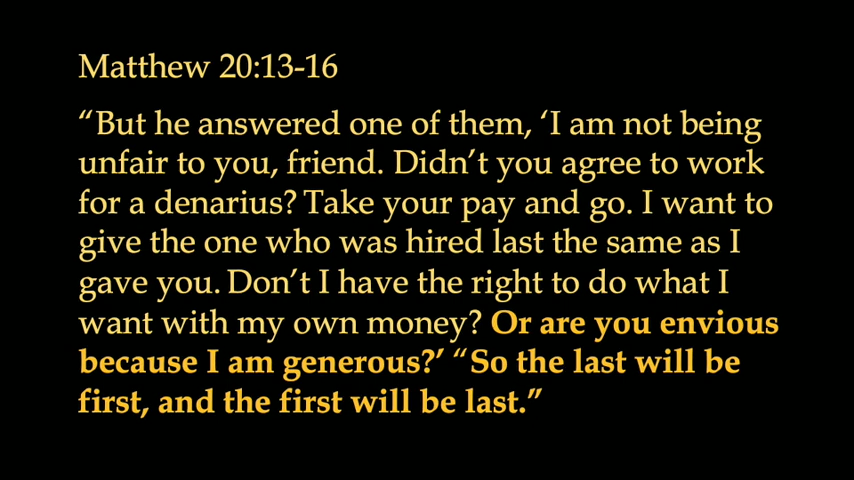 Matthew 20:13-16
“But he answered one of them, ‘I am not being
unfair to you, friend. Didn’t you agree to work
for a denarius? Take your pay and go. I want to
give the one who was hired last the same as I
gave you. Don’t I have the right to do what I
want with my own money? Or are you envious
because I am generous?’ “So the last will be
first, and the first will be last.”